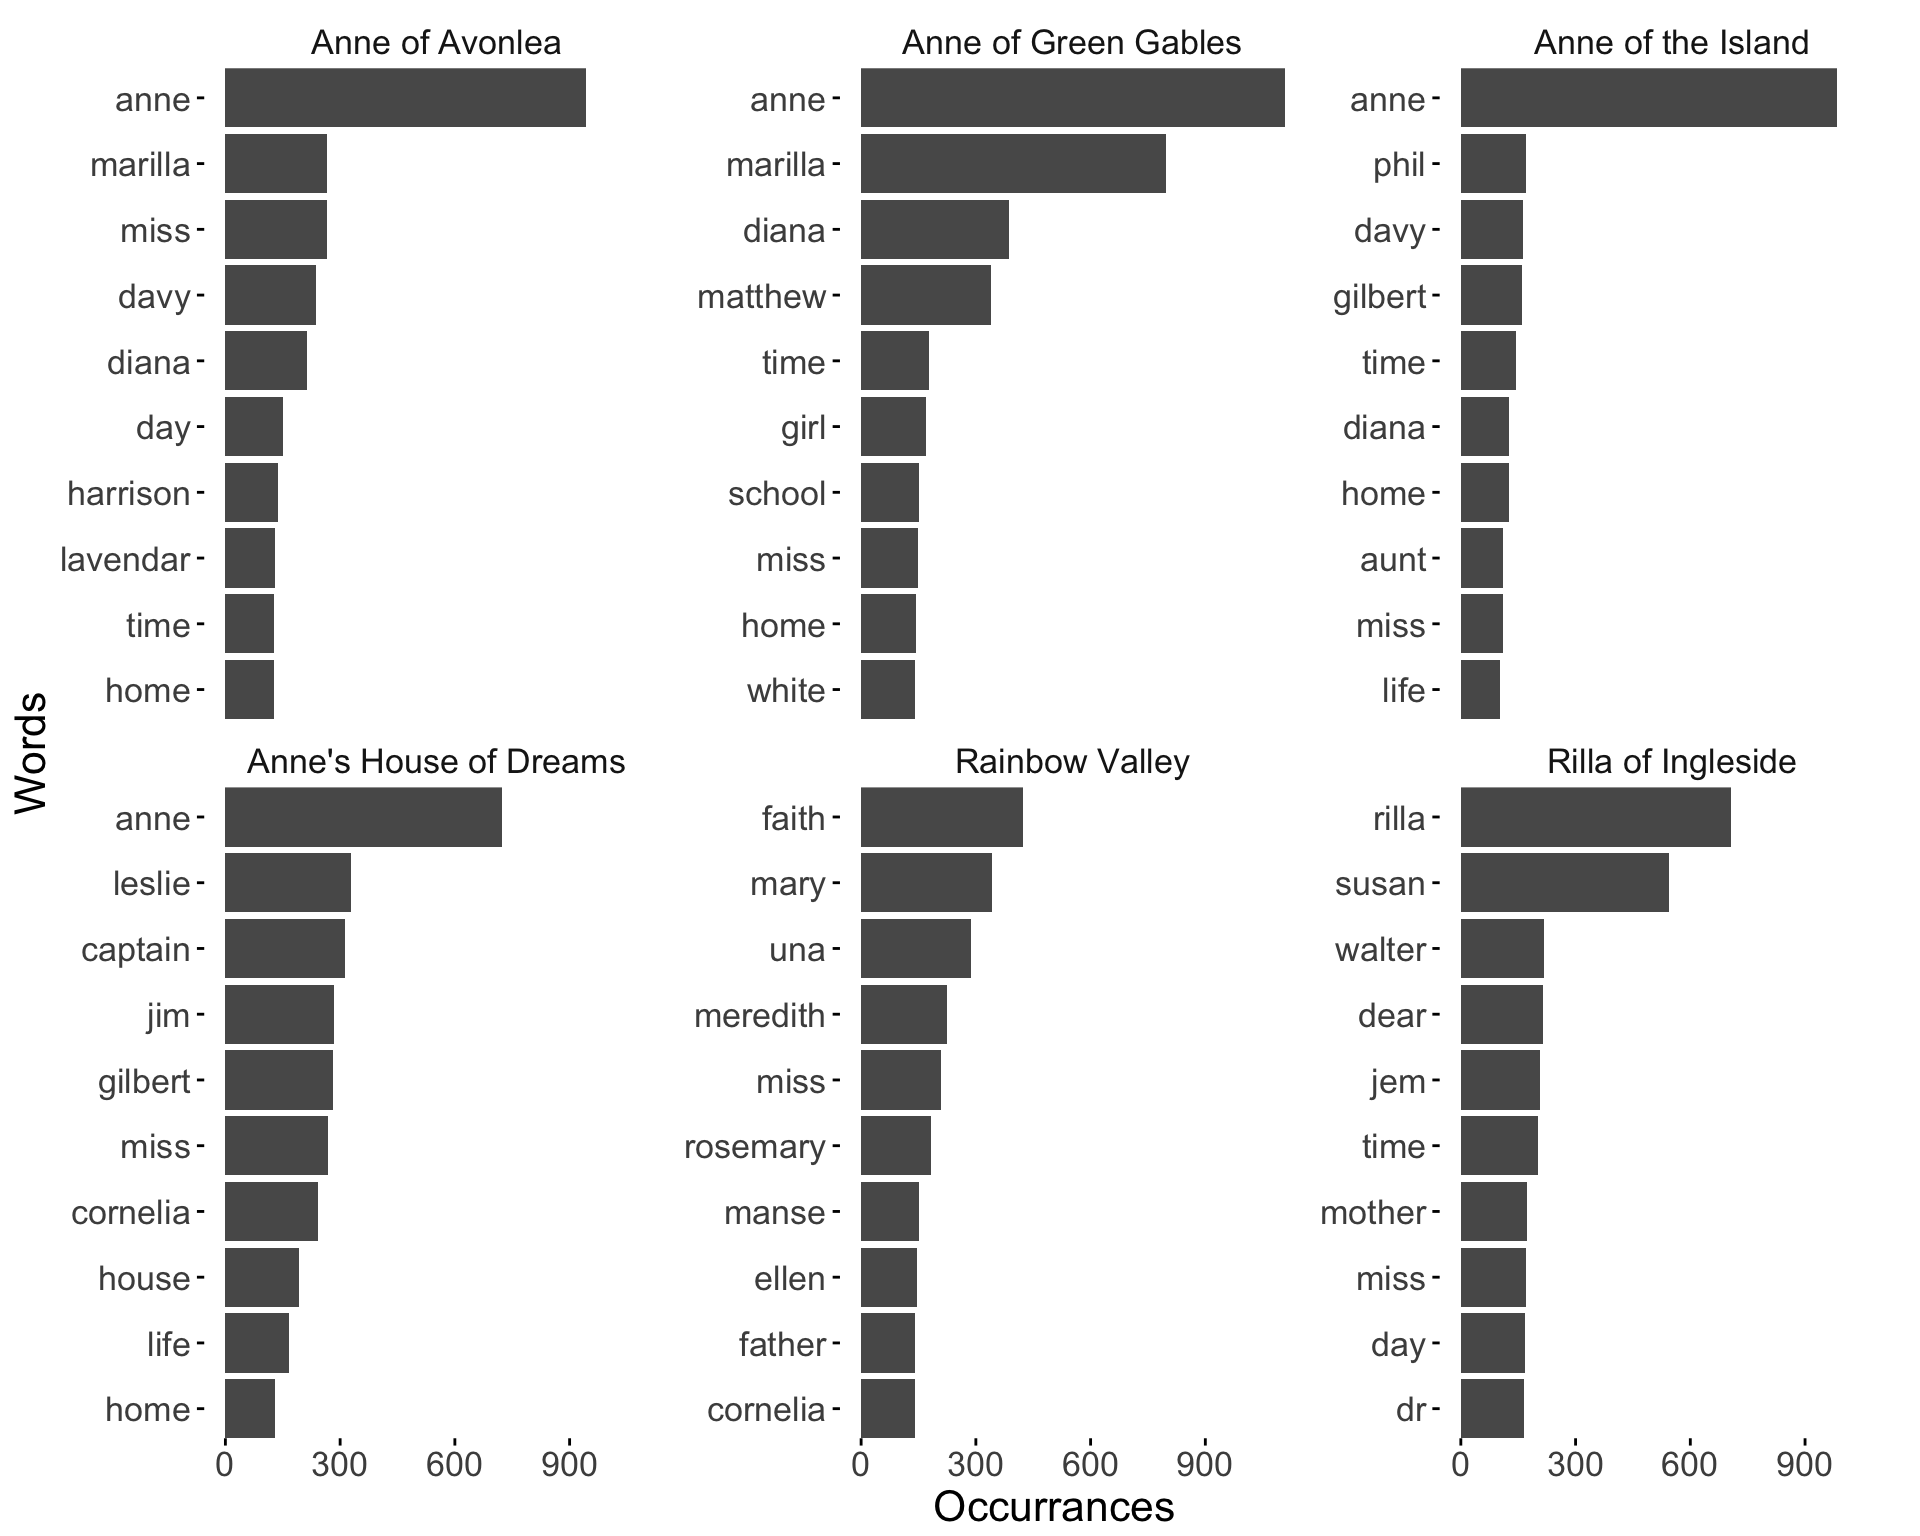 Anne of Avonlea
anne
marilla
miss
davy
diana
day
harrison
lavendar
time
home
Anne of Green Gables
anne
marilla
diana
matthew
time
girl
school
miss
home
white
Anne of the Island
anne
phil
davy
gilbert
time
diana
home
aunt
miss
life
Words
Anne's House of Dreams
anne
leslie
captain
jim
gilbert
miss
cornelia
house
life
home
0 300 600 900
Rainbow Valley
faith
mary
una
meredith
miss
rosemary
manse
ellen
father
cornelia
0 300 600 900
Rilla of Ingleside
rilla
susan
walter
dear
jem
time
mother
miss
day
dr
0 300 600 900
Occurrances